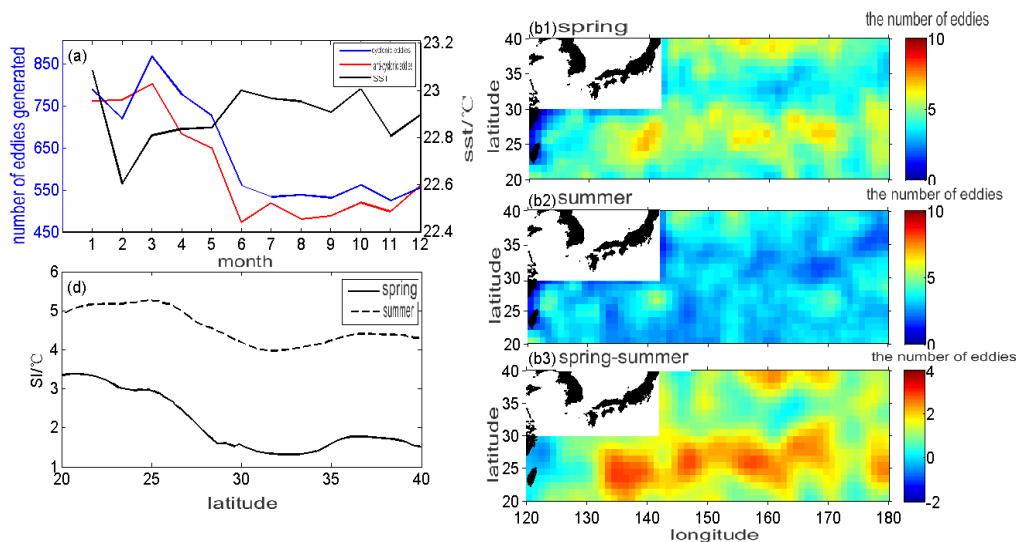 (a)
cyclonic eddies
anti-cyclonic eddies
SST
number of eddies generated
850
750
650
550
450
23.2
23
22.8
22.6
22.4
sst/℃
1 2 3 4 5 6 7 8 9 10 11 12
month
(d)
spring
summer
SI/℃
6
5
4
3
2
1
20 25 30 35 40
latitude
(b1) spring
the number of eddies
latitude
40
35
30
25
20
10
5
0
(b2) summer
the number of eddies
latitude
40
35
30
25
20
10
5
0
(b3) spring-summer
the number of eddies
latitude
40
35
30
25
20
4
2
0
-2
120 130 140 150 160 170 180
longitude